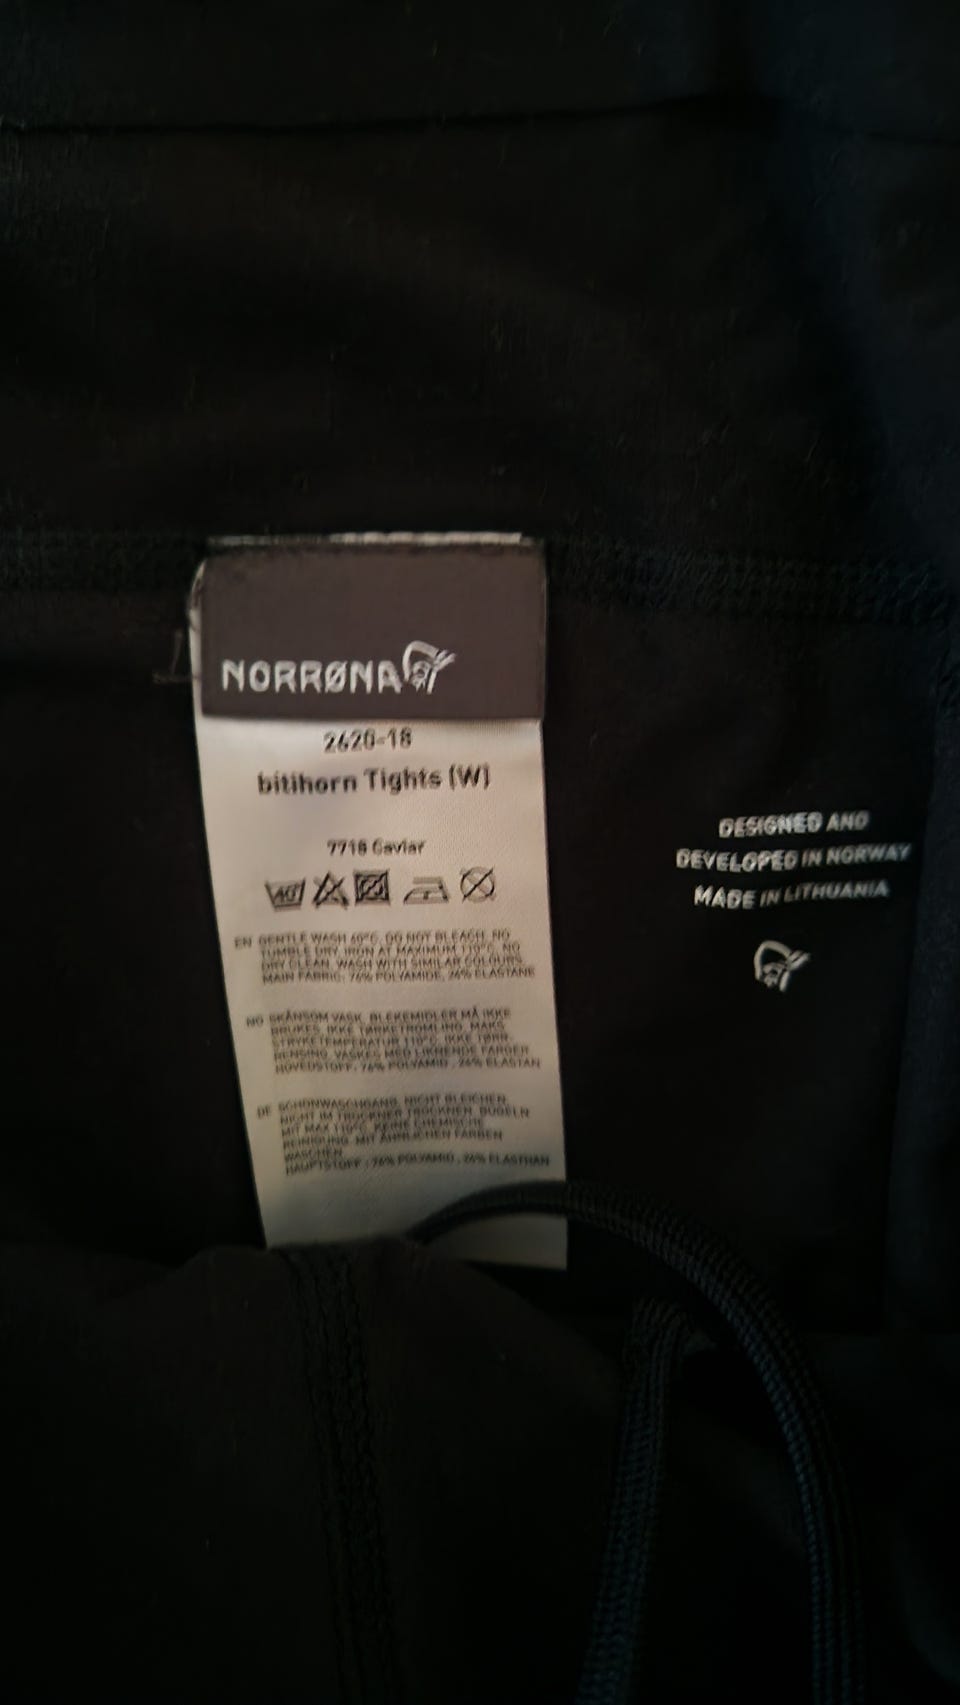 NORRØNA
2620-18
bitihorn Tights (W)
7718 Caviar
40°
EN GENTLE WASH 40°C, DO NOT BLEACH, NO
TUMBLE DRY, IRON AT MAXIMUM 110°C, NO
DRY CLEAN. WASH WITH SIMILAR COLOURS.
MAIN FABRIC: 76% POLYAMIDE, 24% ELASTANE
NO SKÅNSOM VASK, BLEKEMIDLER MÅ IKKE
BRUKES, IKKE TØRKETROMLING, MAKS.
STRYKETEMPERATUR 110°C, IKKE TØRR
RENSING. VASKES MED LIKNENDE FARGER
HOVEDSTOFF: 76% POLYAMID , 24% ELASTAN
DE SCHONWASCHGANG, NICHT BLEICHEN,
NICHT IM TROCKNER TROCKNEN, BÜGELN
MIT MAX 110°C, KEINE CHEMISCHE
REINIGUNG. MIT ÄHNLICHEN FARBEN
WASCHEN
HAUPTSTOFF : 76% POLYAMID , 24% ELASTHAN
DESIGNED AND
DEVELOPED IN NORWAY
MADE IN LITHUANIA